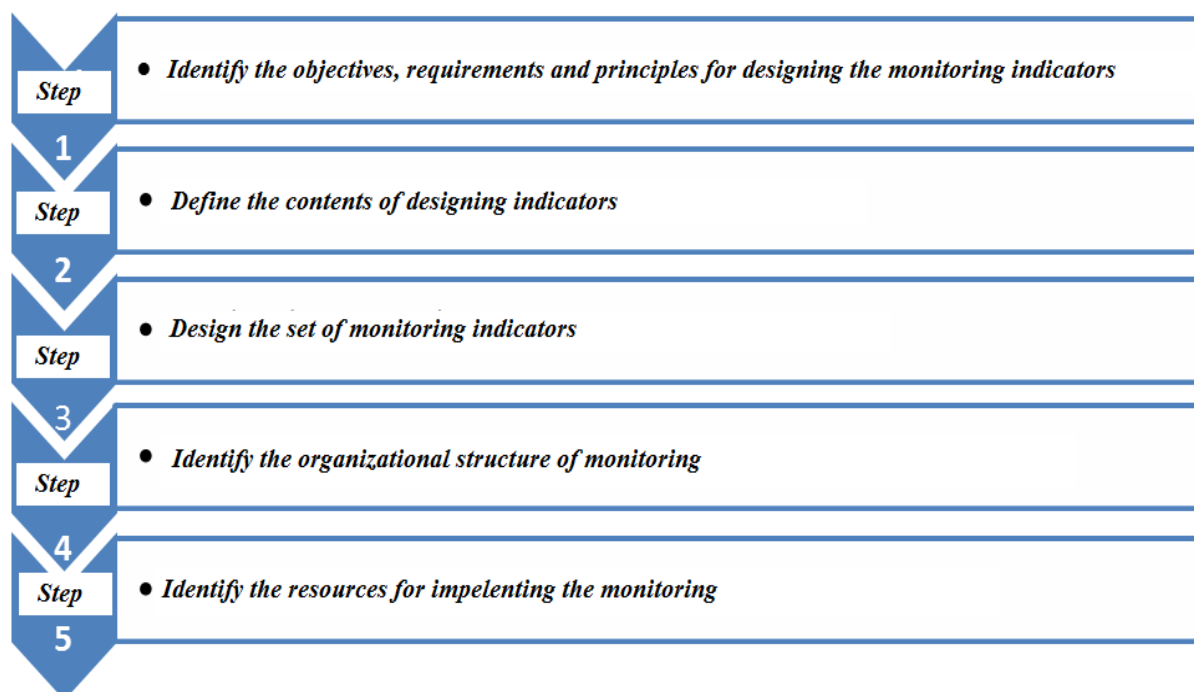 Step 1
• Identify the objectives, requirements and principles for designing the monitoring indicators
Step 2
• Define the contents of designing indicators
Step 3
• Design the set of monitoring indicators
Step 4
• Identify the organizational structure of monitoring
Step 5
• Identify the resources for impelenting the monitoring